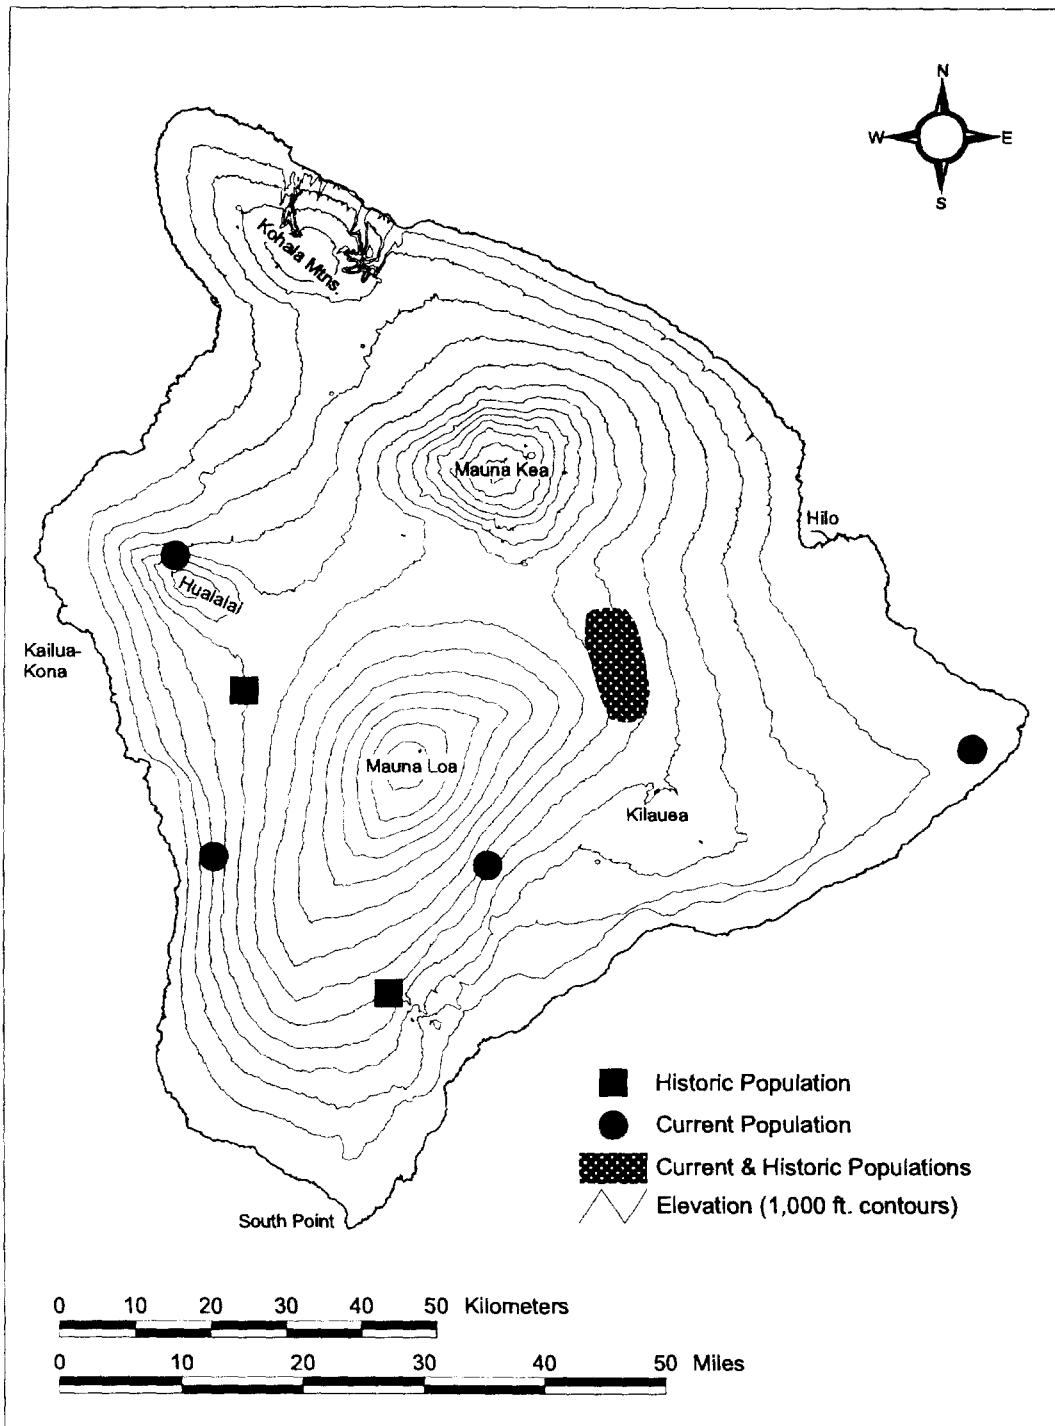 N
W E
S
Kohala Mtns.
Mauna Kea
Hilo
Hualalai
Kailua-
Kona
Mauna Loa
Kilauea
Historic Population
Current Population
Current & Historic Populations
Elevation (1,000 ft. contours)
South Point
0 10 20 30 40 50 Kilometers
0 10 20 30 40 50 Miles